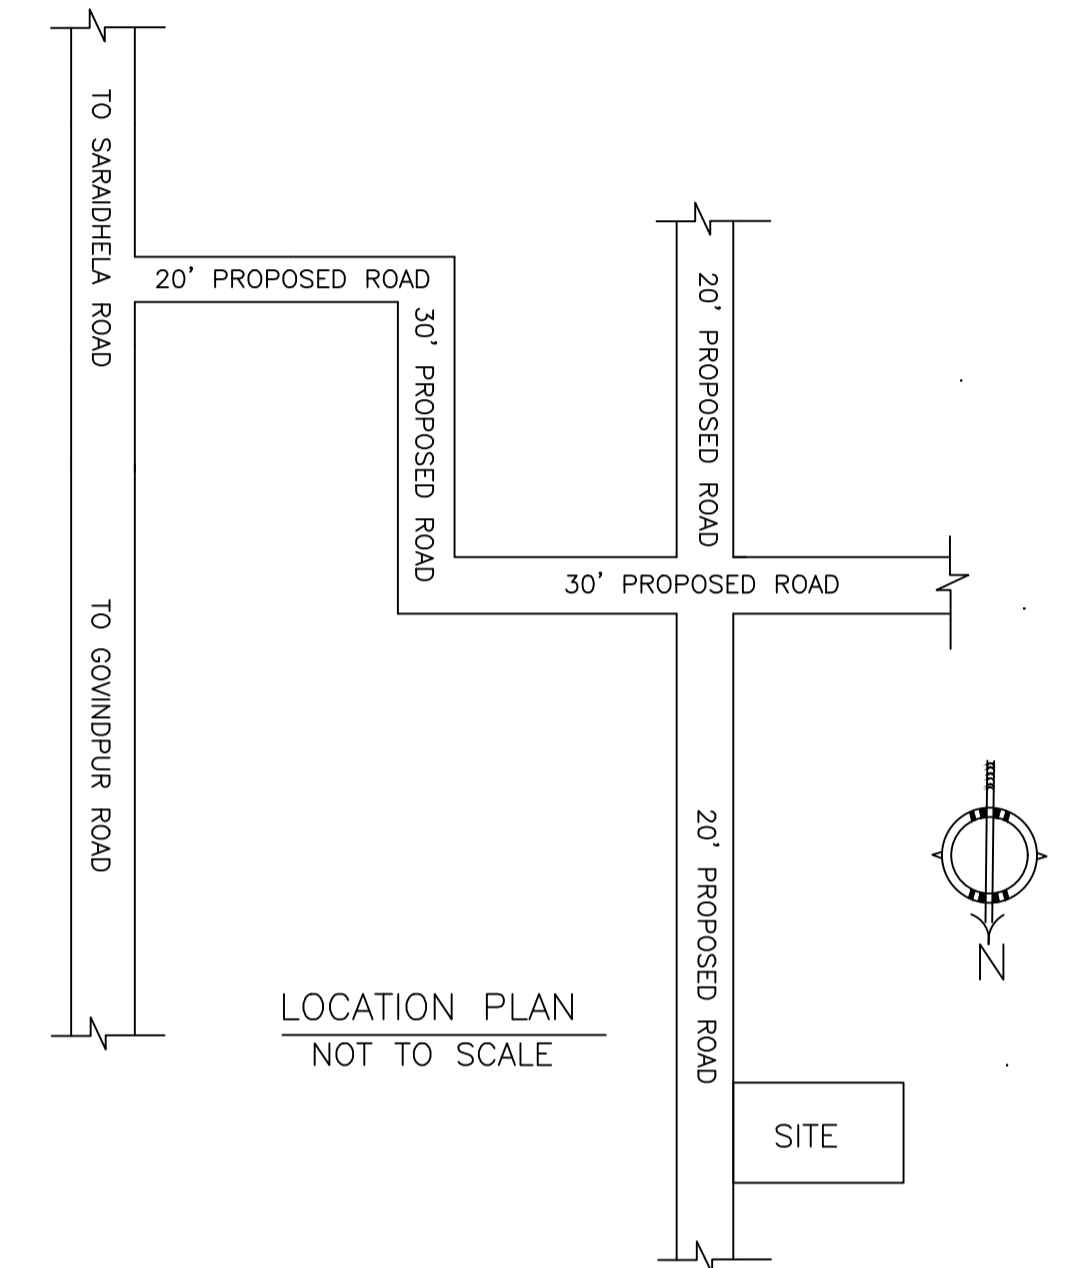 TO SARAIDHELA ROAD
20' PROPOSED ROAD
30' PROPOSED ROAD
20' PROPOSED ROAD
30' PROPOSED ROAD
TO GOVINDPUR ROAD
20' PROPOSED ROAD
N
LOCATION PLAN
NOT TO SCALE
SITE